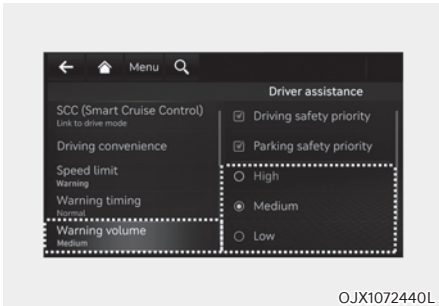 Menu
Driver assistance
SCC (Smart Cruise Control)
Link to drive mode
Driving convenience
Speed limit
Warning
Warning timing
Normal
Warning volume
Medium
Driving safety priority
Parking safety priority
High
Medium
Low
OJX1072440L